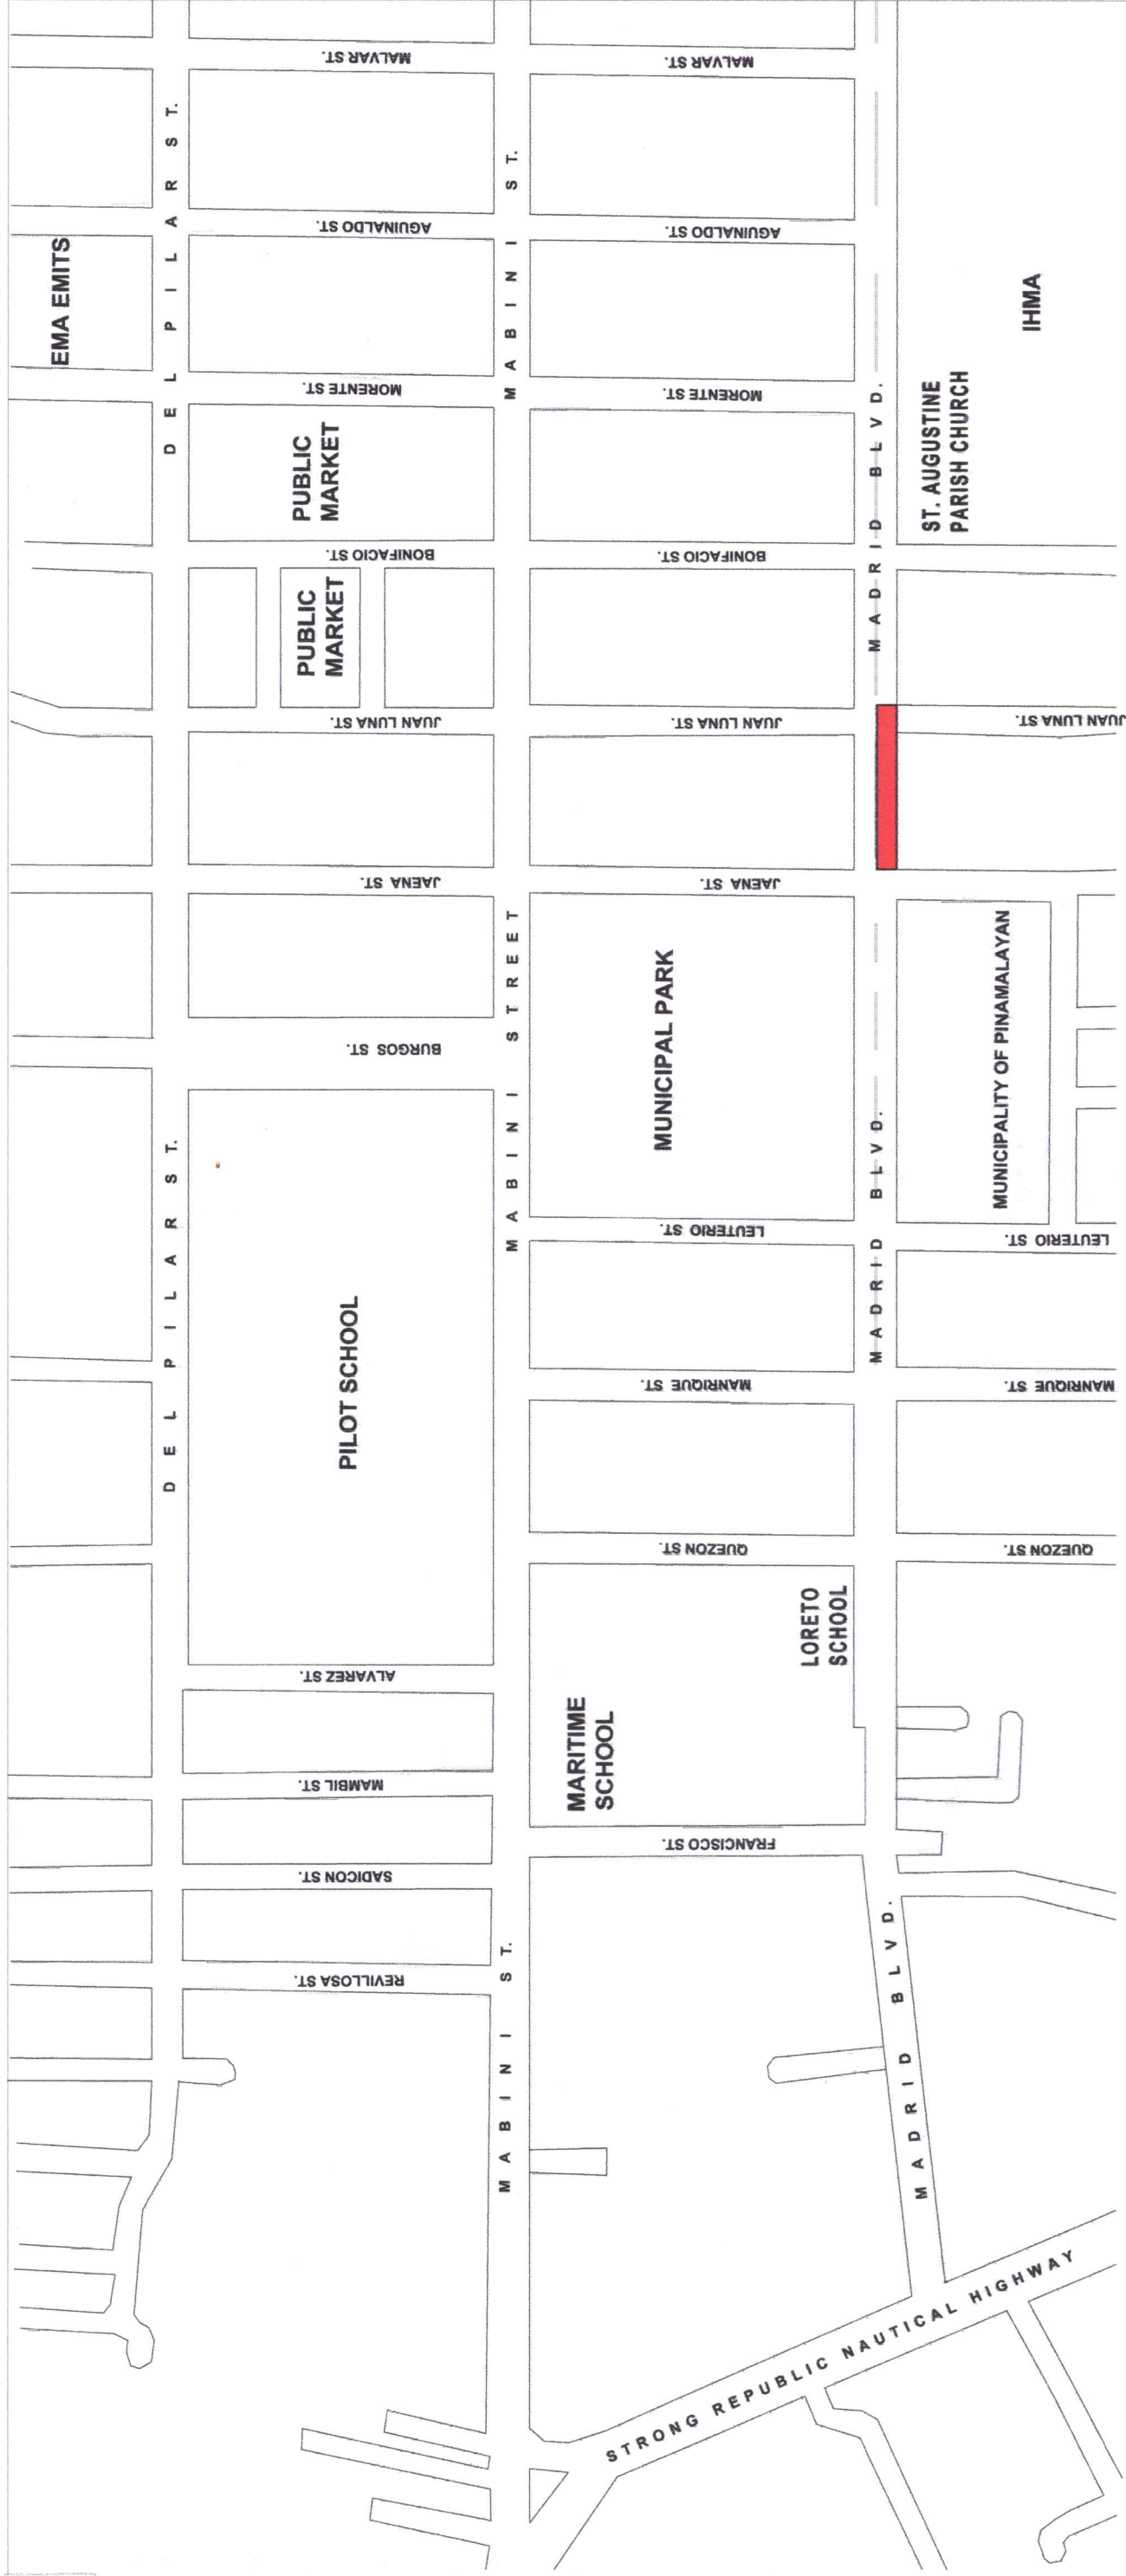 MALVAR ST.
MALVAR ST.
DEL PILAR ST.
MABINI ST.
AGUINALDO ST.
AGUINALDO ST.
EMA EMITS
IHMA
MORENTE ST.
MORENTE ST.
PUBLIC
MARKET
ST. AUGUSTINE
PARISH CHURCH
MADRID BLVD.
BONIFACIO ST.
BONIFACIO ST.
PUBLIC
MARKET
JUAN LUNA ST.
JUAN LUNA ST.
JUAN LUNA ST.
JAENA ST.
JAENA ST.
MABINI STREET
MUNICIPAL PARK
MUNICIPALITY OF PINAMALAYAN
BURGOS ST.
DEL PILAR ST.
MADRID BLVD.
LEUTERIO ST.
LEUTERIO ST.
PILOT SCHOOL
MANRIQUE ST.
MANRIQUE ST.
QUEZON ST.
QUEZON ST.
LORETO
SCHOOL
ALVAREZ ST.
MARITIME
SCHOOL
MAMBIL ST.
FRANCISCO ST.
SADICON ST.
REVILLOSA ST.
MABINI ST.
MADRID BLVD.
STRONG REPUBLIC NAUTICAL HIGHWAY